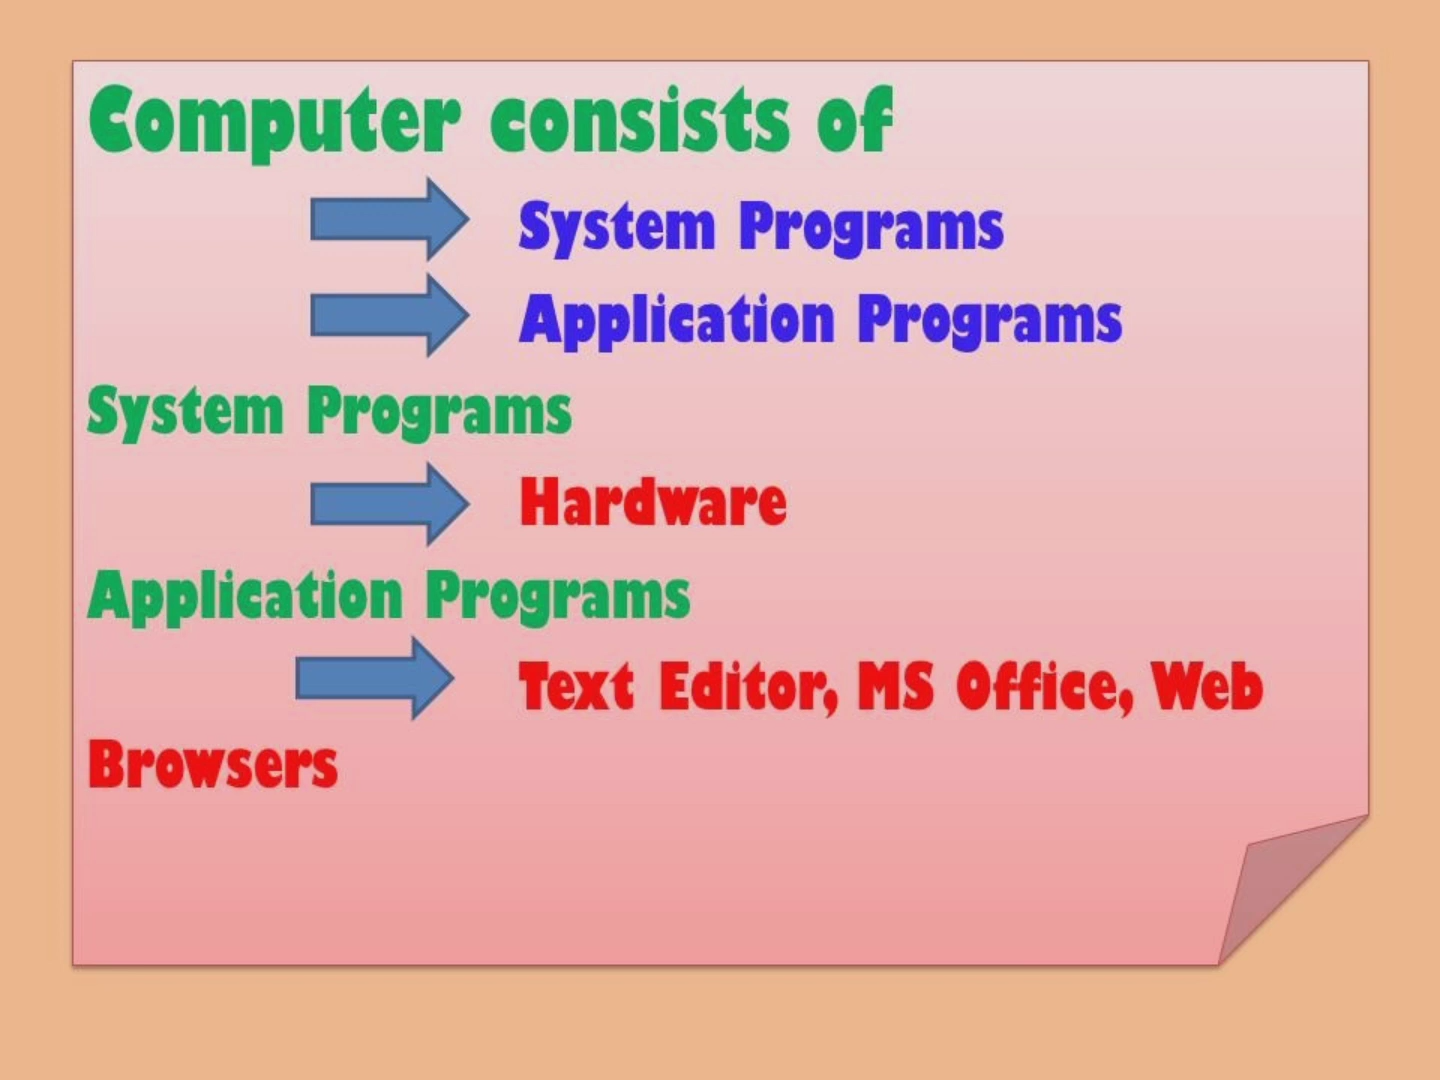 Computer consists of
System Programs
Application Programs
System Programs
Hardware
Application Programs
Text Editor, MS Office, Web
Browsers